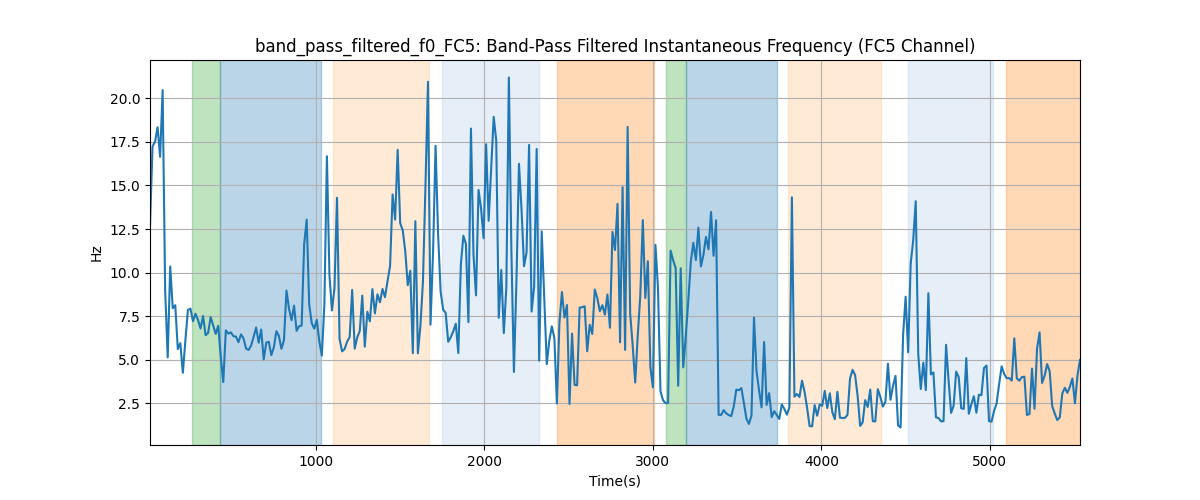 band_pass_filtered_f0_FC5: Band-Pass Filtered Instantaneous Frequency (FC5 Channel)
20.0
17.5
15.0
12.5
10.0
7.5
5.0
2.5
Hz
1000 2000 3000 4000 5000
Time(s)